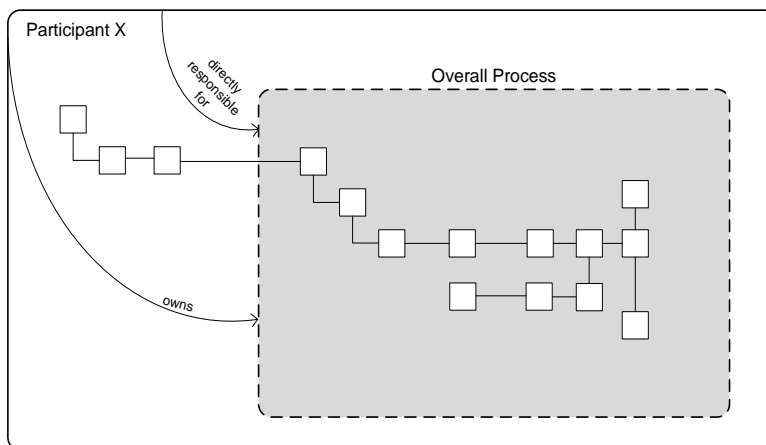 Participant X
directly
responsible
for
Overall Process
owns